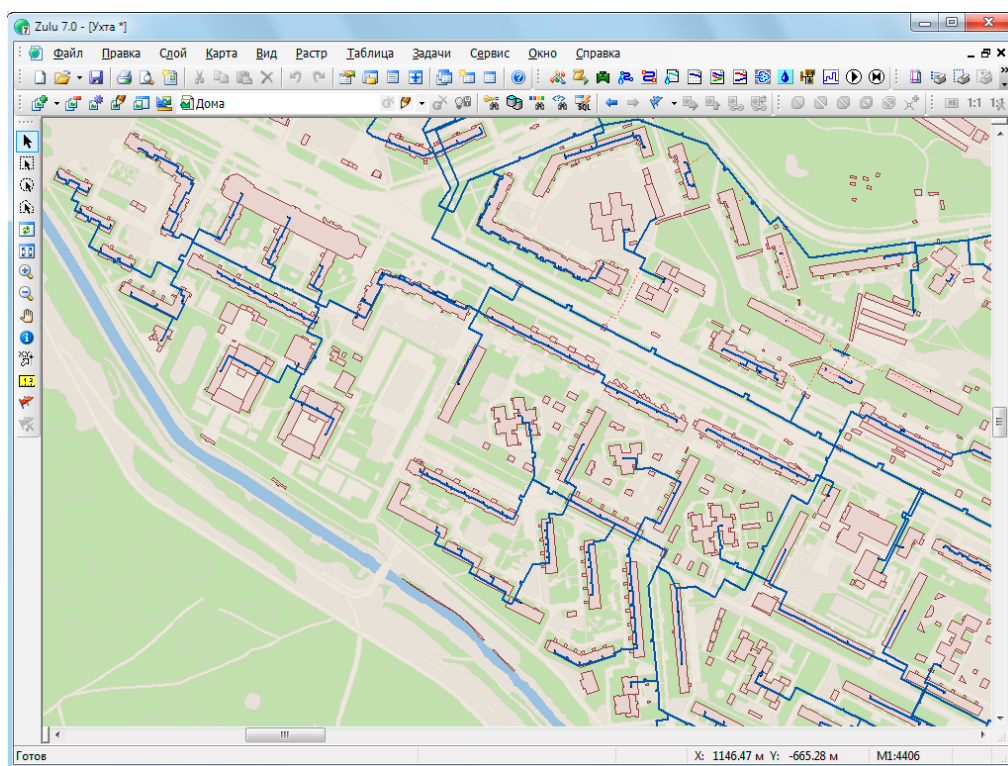 Zulu 7.0 - [Ухта *]
Файл Правка Слой Карта Вид Растр Таблица Задачи Сервис Окно Справка
Дома
1:1
Готов X: 1146.47 м Y: -665.28 м М1:4406